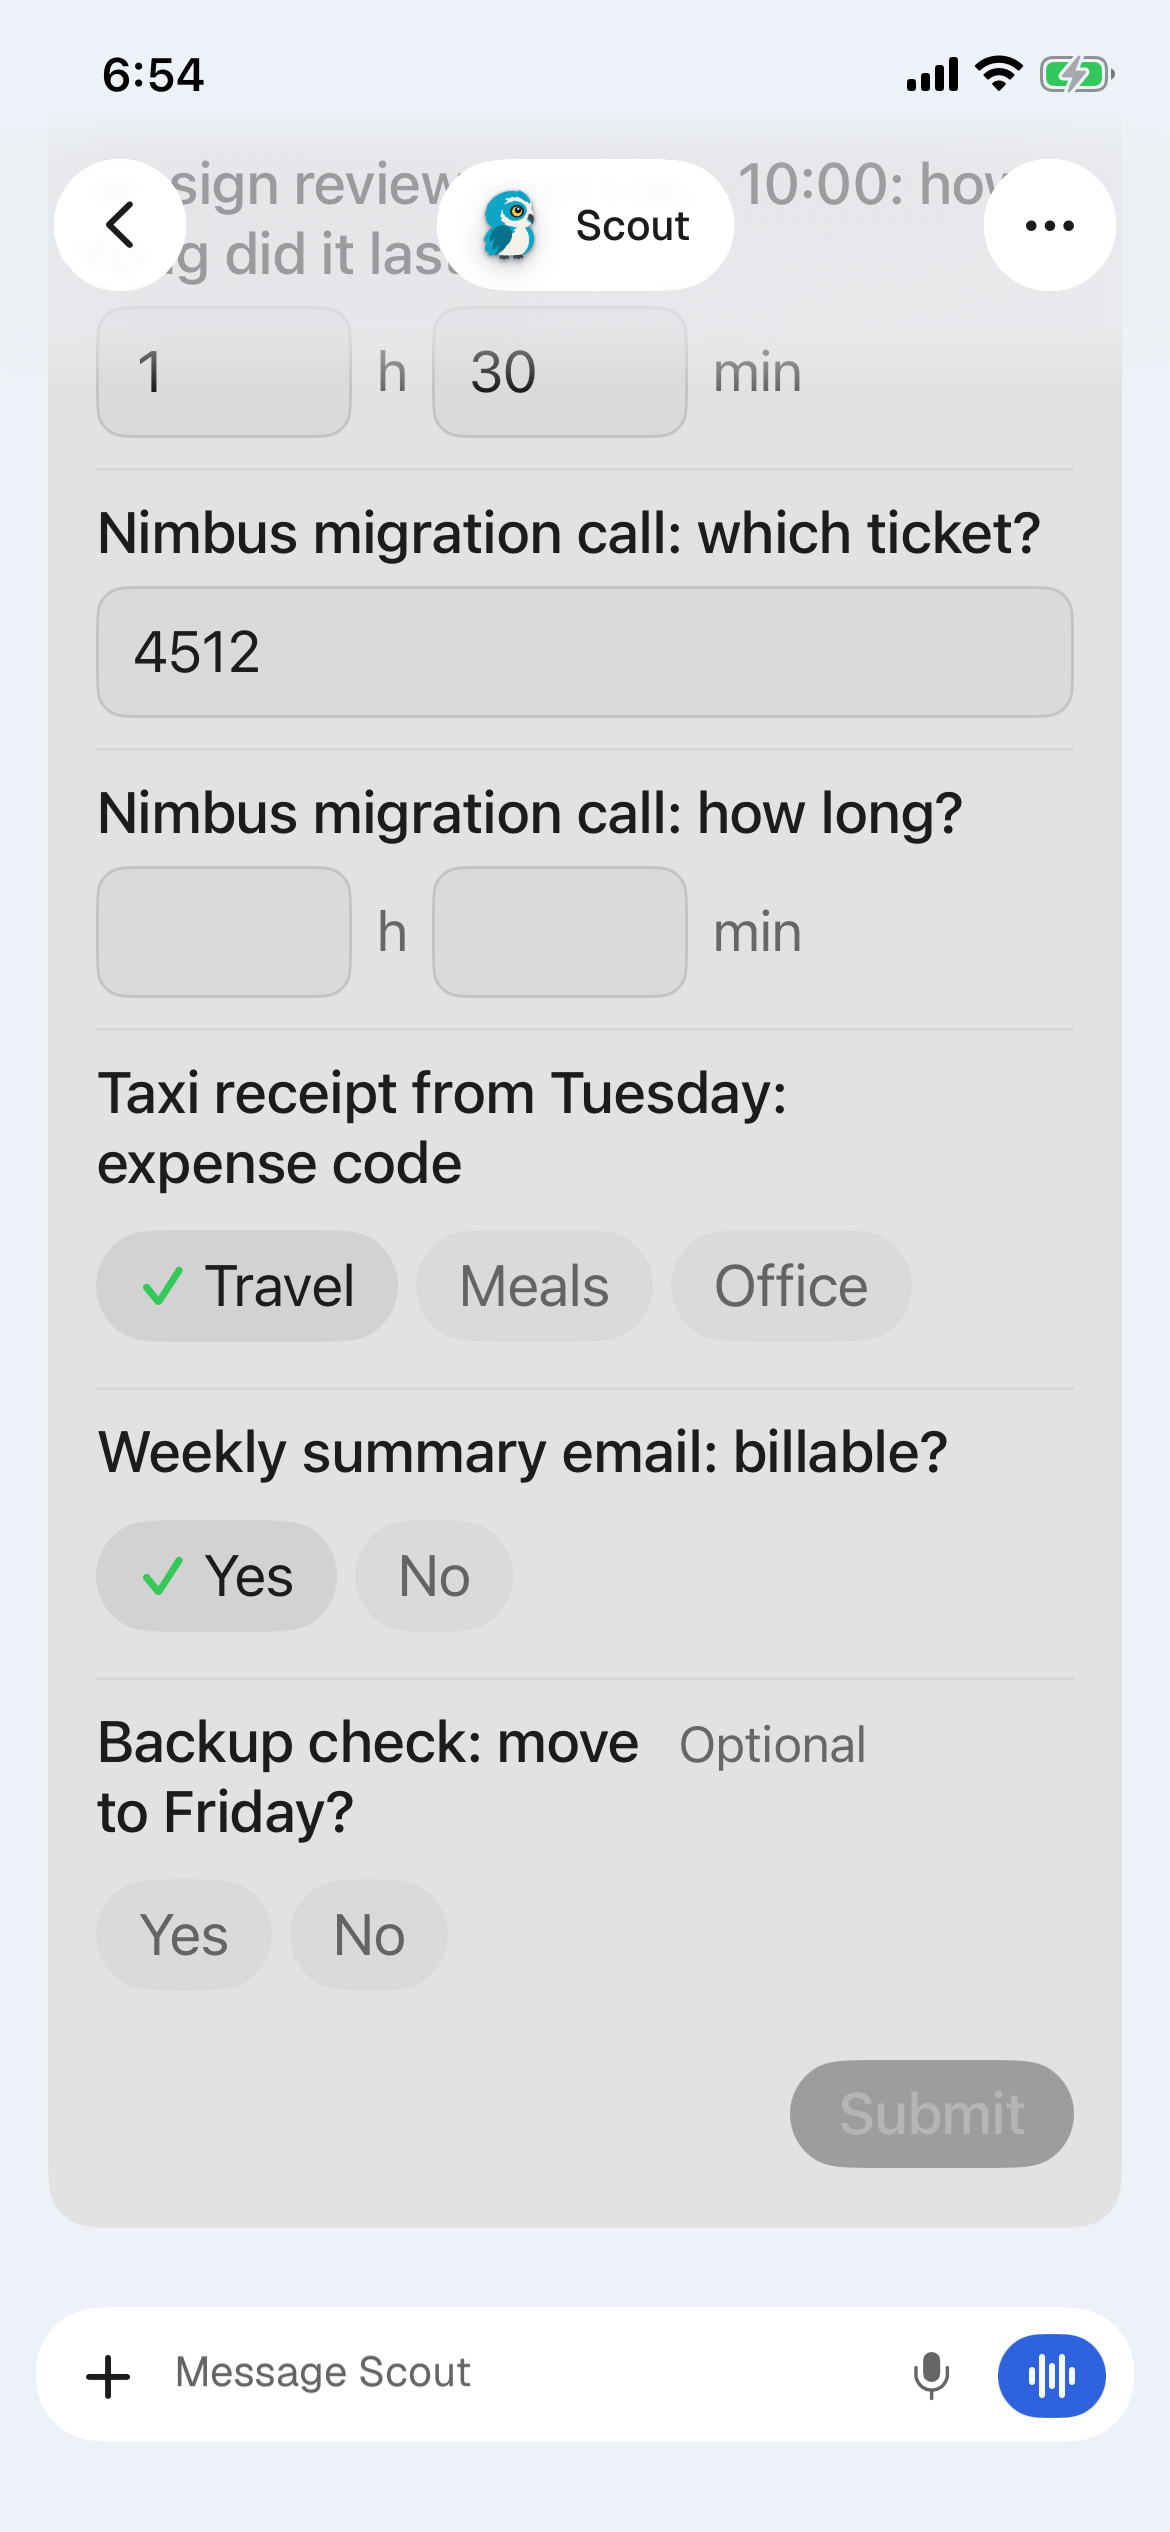 6:54
sign review 10:00: how
did it last
Scout
1 h 30 min
Nimbus migration call: which ticket?
4512
Nimbus migration call: how long?
h min
Taxi receipt from Tuesday:
expense code
Travel Meals Office
Weekly summary email: billable?
Yes No
Backup check: move Optional
to Friday?
Yes No
Submit
Message Scout